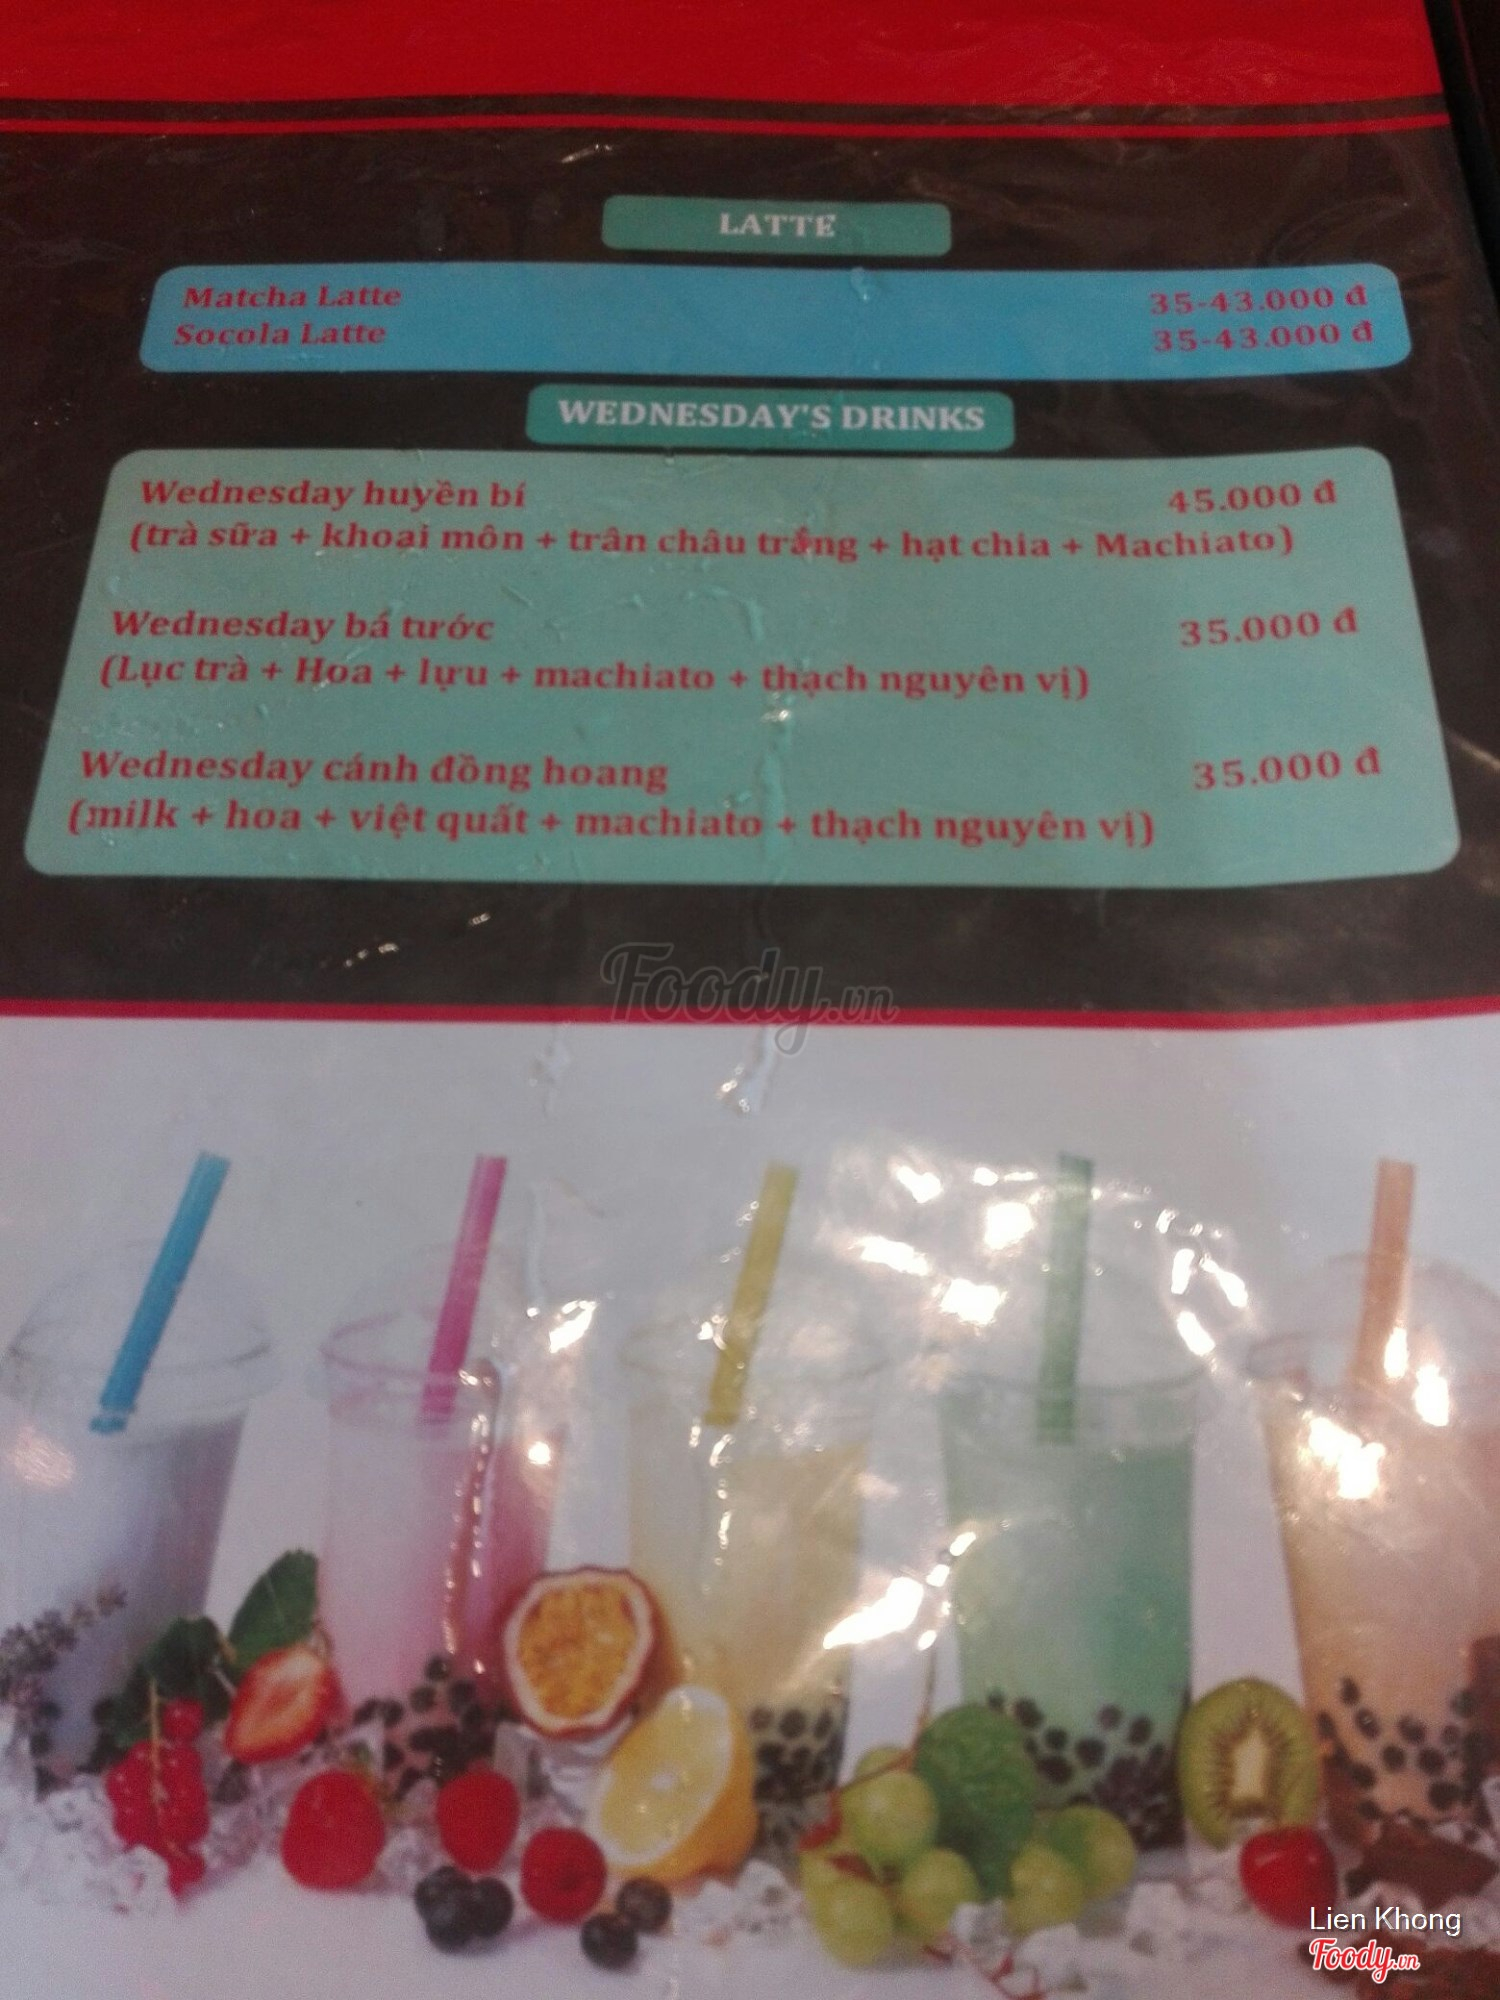 LATTE
Matcha Latte 35-43.000 đ
Socola Latte 35-43.000 đ
WEDNESDAY'S DRINKS
Wednesday huyền bí 45.000 đ
(trà sữa + khoai môn + trân châu trắng + hạt chia + Machiato)
Wednesday bá tước 35.000 đ
(Lục trà + Hoa + lựu + machiato + thạch nguyên vị)
Wednesday cánh đồng hoang 35.000 đ
(milk + hoa + việt quất + machiato + thạch nguyên vị)
Foody.vn
Lien Khong
Foody.vn